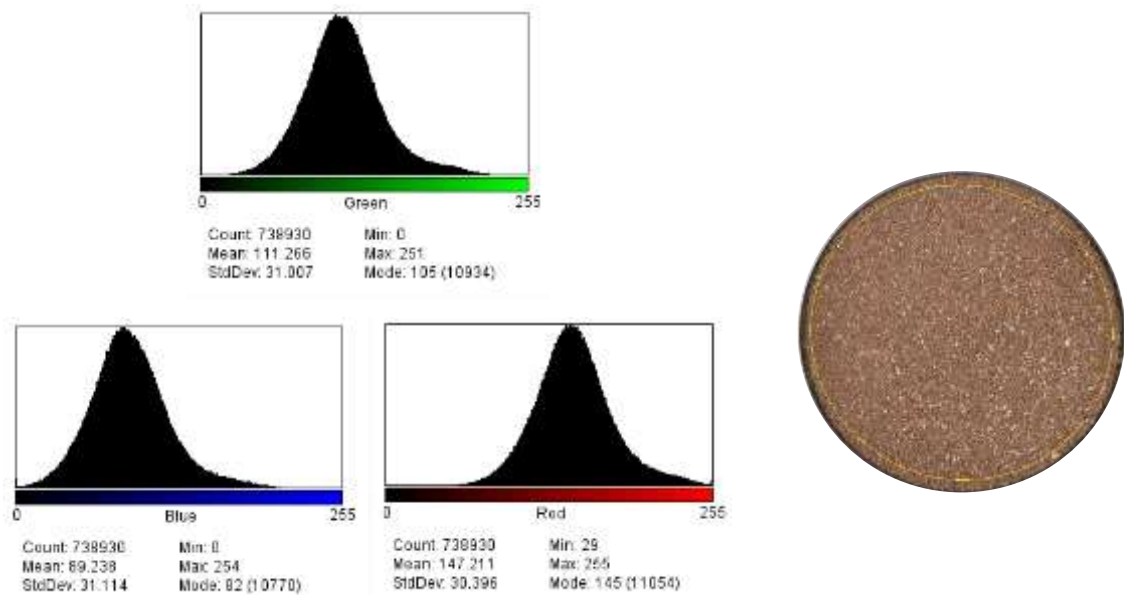 0 255
Green
Count: 738930 Min: 0
Mean: 111.266 Max: 251
StdDev: 31.007 Mode: 105 (10934)
0 255
Blue
Count: 738930 Min: 0
Mean: 89.238 Max: 254
StdDev: 31.114 Mode: 82 (10770)
0 255
Red
Count: 738930 Min: 29
Mean: 147.211 Max: 255
StdDev: 30.396 Mode: 145 (11054)